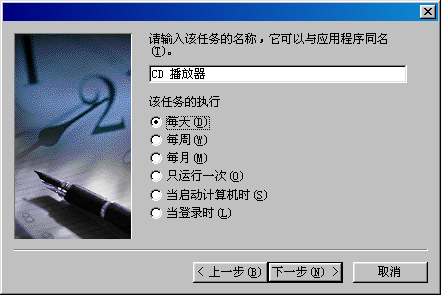 请输入该任务的名称，它可以与应用程序同名
(T)。
CD 播放器
该任务的执行
每天(D)
每周(W)
每月(M)
只运行一次(O)
当启动计算机时(S)
当登录时(L)
< 上一步(B) 下一步(N) > 取消